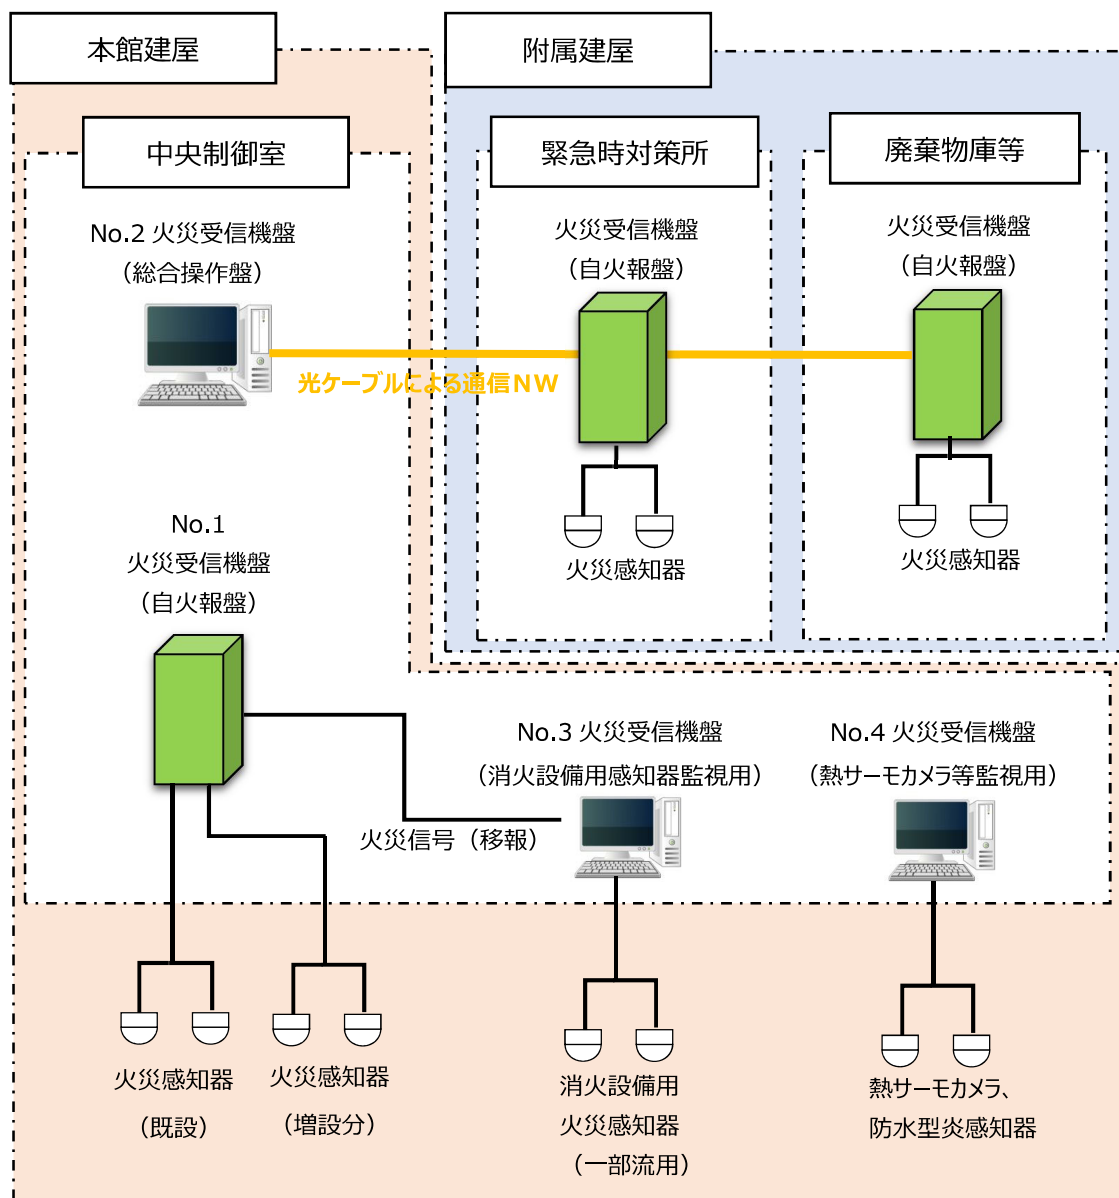 本館建屋
附属建屋
中央制御室
緊急時対策所
廃棄物庫等
No.2 火災受信機盤
（総合操作盤）
火災受信機盤
（自火報盤）
火災受信機盤
（自火報盤）
光ケーブルによる通信NW
火災感知器
火災感知器
No.1
火災受信機盤
（自火報盤）
No.3 火災受信機盤
（消火設備用感知器監視用）
No.4 火災受信機盤
（熱サーモカメラ等監視用）
火災信号（移報）
火災感知器
（既設）
火災感知器
（増設分）
消火設備用
火災感知器
（一部流用）
熱サーモカメラ、
防水型炎感知器